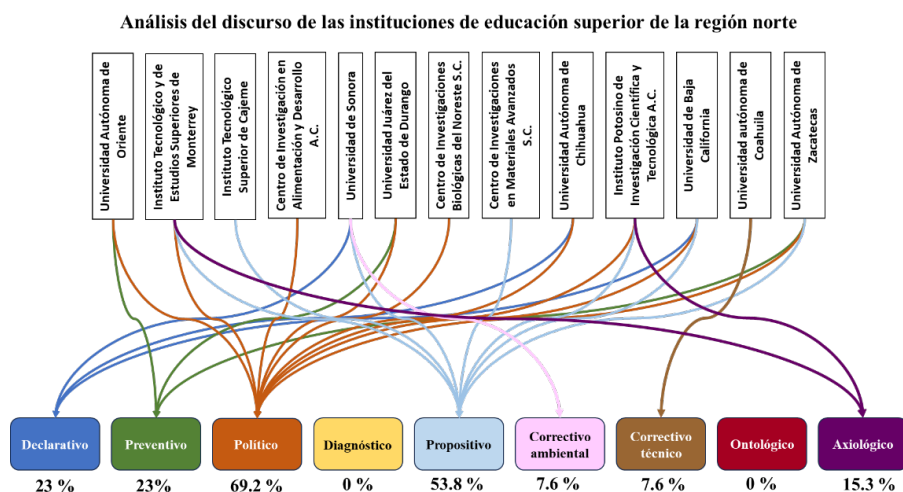 Análisis del discurso de las instituciones de educación superior de la región norte
Universidad Autónoma de
Oriente
Instituto Tecnológico y de
Estudios Superiores de
Monterrey
Instituto Tecnológico
Superior de Cajeme
Centro de Investigación en
Alimentación y Desarrollo
A.C.
Universidad de Sonora
Universidad Juárez del
Estado de Durango
Centro de Investigaciones
Biológicas del Noreste S.C.
Centro de Investigaciones
en Materiales Avanzados
S.C.
Universidad Autónoma de
Chihuahua
Instituto Potosino de
Investigación Científica y
Tecnológica A.C.
Universidad de Baja
California
Universidad autónoma de
Coahuila
Universidad Autónoma de
Zacatecas
Declarativo
Preventivo
Político
Diagnóstico
Propositivo
Correctivo
ambiental
Correctivo
técnico
Ontológico
Axiológico
23 %
23%
69.2 %
0 %
53.8 %
7.6 %
7.6 %
0 %
15.3 %